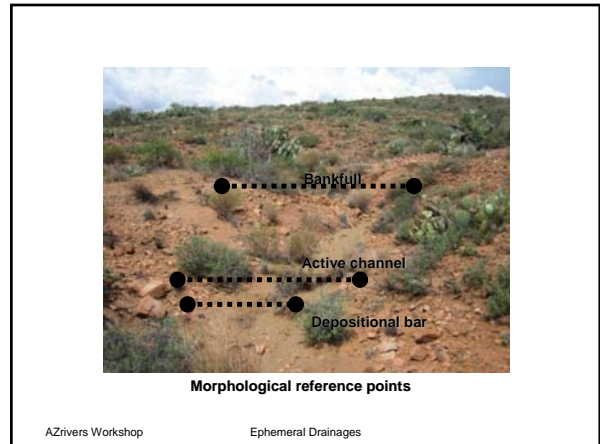 Bankfull
Active channel
Depositional bar
Morphological reference points
AZrivers Workshop Ephemeral Drainages